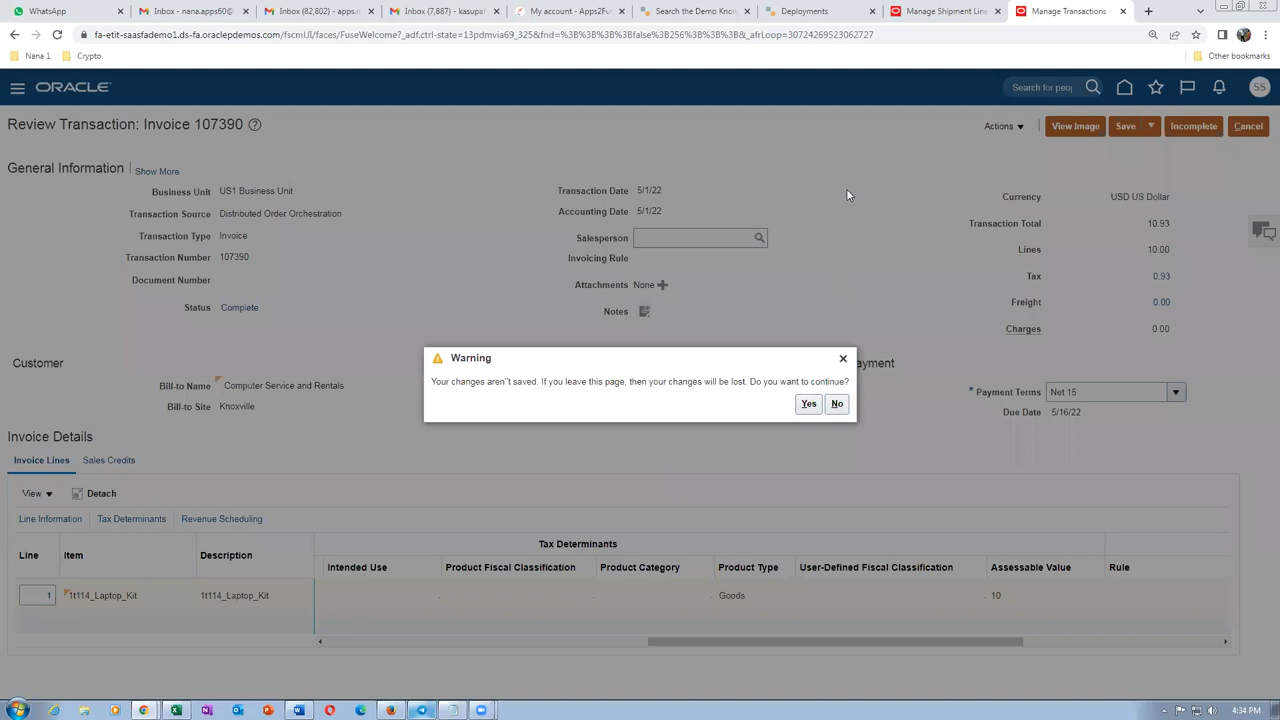 WhatsApp
Inbox - nana.apps50@
Inbox (82,802) - apps.o
Inbox (7,887) - kasupar
My account - Apps2Fu
Search the Demo Know
Deployments
Manage Shipment Line
Manage Transactions -
fa-etit-saasfademo1.ds-fa.oraclepdemos.com/fscmUI/faces/FuseWelcome?_adf.ctrl-state=13pdmvia69_325&fnd=%3B%3B%3B%3Bfalse%3B256%3B%3B%3B&_afrLoop=30724269523062727
Nana 1
Crypto
Other bookmarks
ORACLE
Search for peop
SS
Review Transaction: Invoice 107390
Actions
View Image
Save
Incomplete
Cancel
General Information
Show More
Business Unit US1 Business Unit
Transaction Source Distributed Order Orchestration
Transaction Type Invoice
Transaction Number 107390
Document Number
Status Complete
Transaction Date 5/1/22
Accounting Date 5/1/22
Salesperson
Invoicing Rule
Attachments None
Notes
Currency USD US Dollar
Transaction Total 10.93
Lines 10.00
Tax 0.93
Freight 0.00
Charges 0.00
Warning
Your changes aren''t saved. If you leave this page, then your changes will be lost. Do you want to continue?
Yes No
Customer
Bill-to Name Computer Service and Rentals
Bill-to Site Knoxville
ayment
* Payment Terms Net 15
Due Date 5/16/22
Invoice Details
Invoice Lines Sales Credits
View Detach
Line Information Tax Determinants Revenue Scheduling
Tax Determinants
Line Item Description Intended Use Product Fiscal Classification Product Category Product Type User-Defined Fiscal Classification Assessable Value Rule
1 1t114_Laptop_Kit 1t114_Laptop_Kit Goods 10
4:34 PM